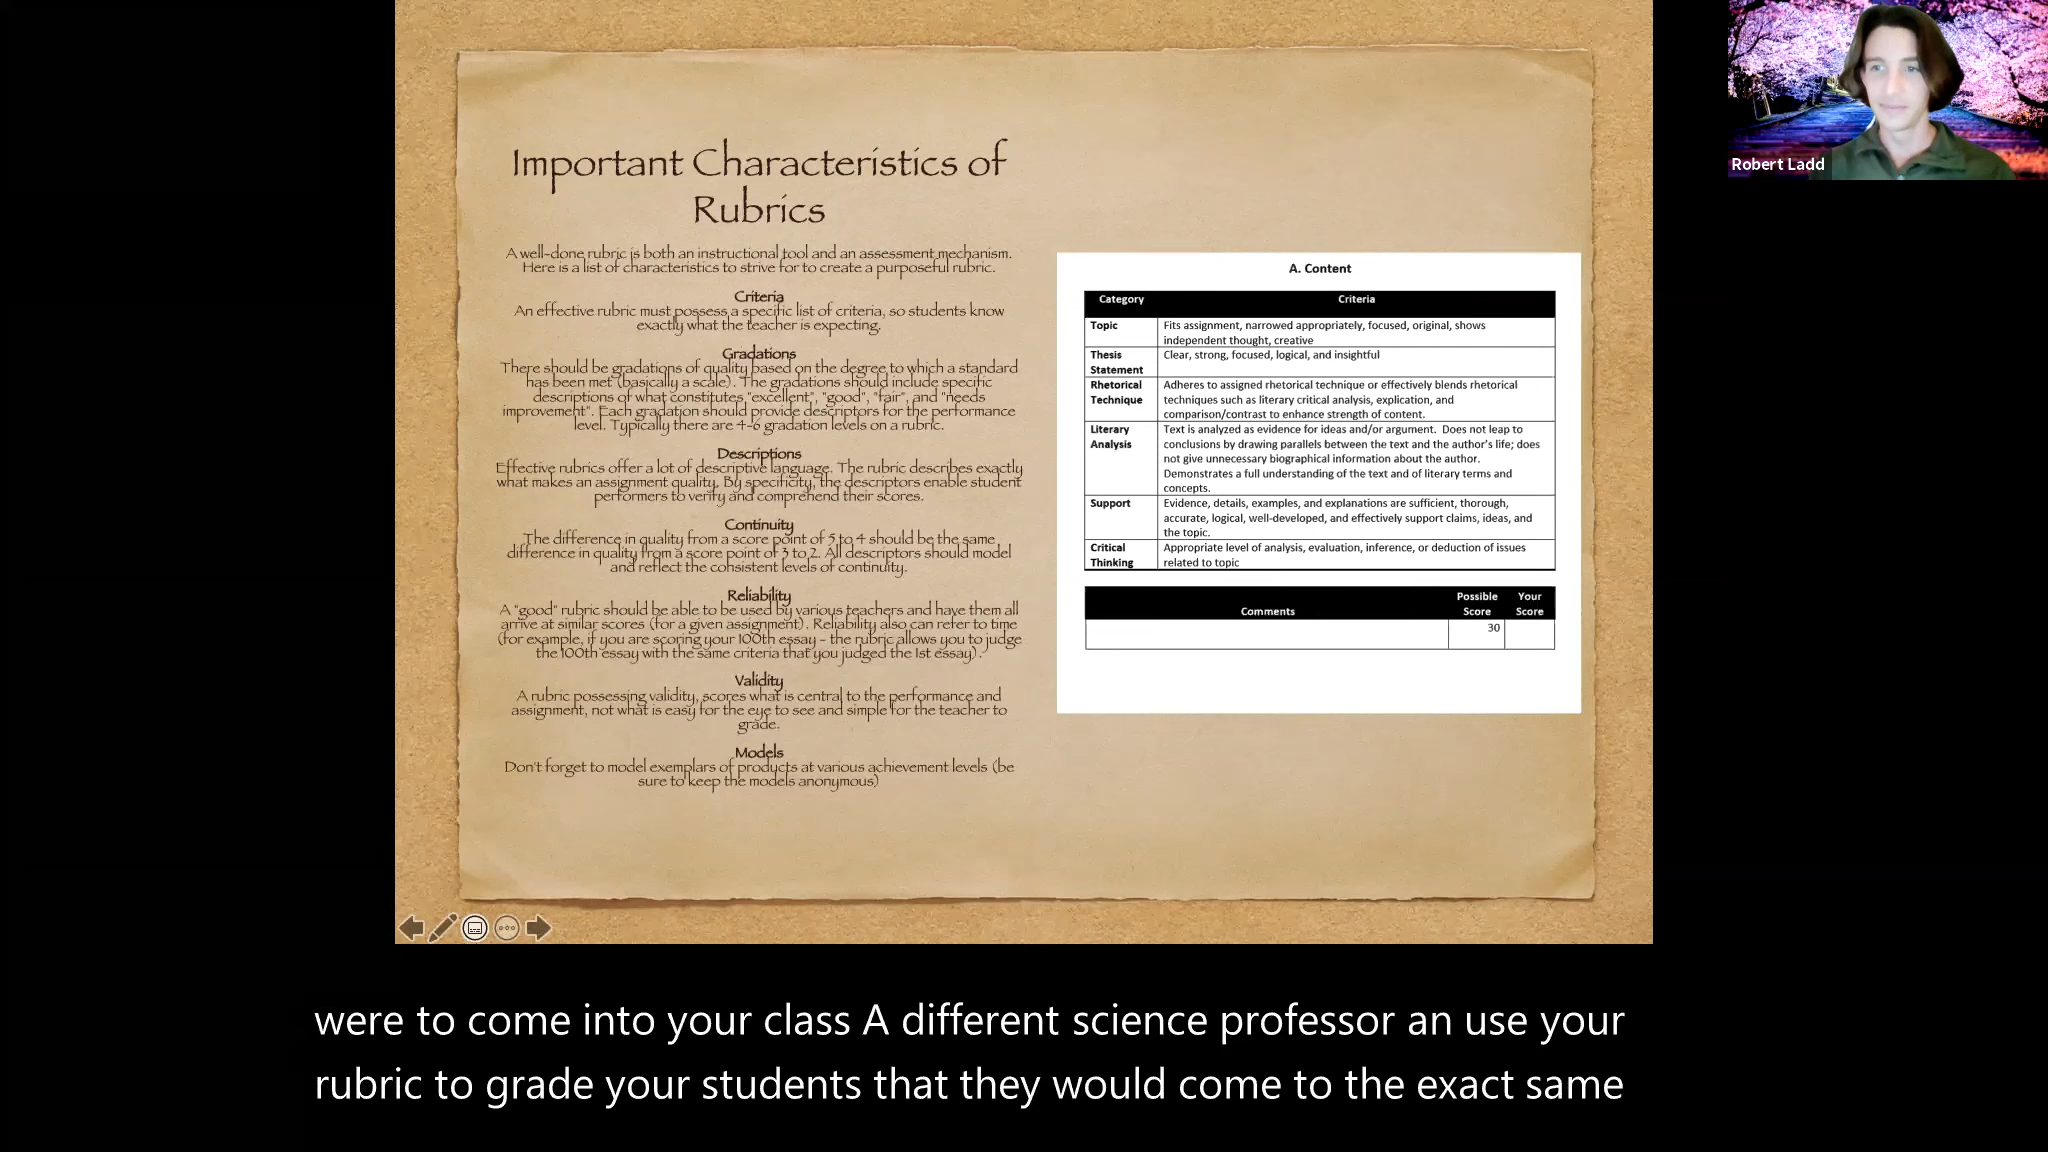 Important Characteristics of
Rubrics
A well-done rubric is both an instructional tool and an assessment mechanism.
Here is a list of characteristics to strive for to create a purposeful rubric.
Criteria
An effective rubric must possess a specific list of criteria, so students know
exactly what the teacher is expecting.
Gradations
There should be gradations of quality based on the degree to which a standard
has been met (basically a scale). The gradations should include specific
descriptions of what constitutes "excellent", "good", "fair", and "needs
improvement". Each gradation should provide descriptors for the performance
level. Typically there are 4-6 gradation levels on a rubric.
Descriptions
Effective rubrics offer a lot of descriptive language. The rubric describes exactly
what makes an assignment quality. By specificity, the descriptors enable student
performers to verify and comprehend their scores.
Continuity
The difference in quality from a score point of 5 to 4 should be the same
difference in quality from a score point of 3 to 2. All descriptors should model
and reflect the consistent levels of continuity.
Reliability
A "good" rubric should be able to be used by various teachers and have them all
arrive at similar scores (for a given assignment). Reliability also can refer to time
(for example, if you are scoring your 100th essay - the rubric allows you to judge
the 100th essay with the same criteria that you judged the 1st essay).
Validity
A rubric possessing validity, scores what is central to the performance and
assignment, not what is easy for the eye to see and simple for the teacher to
grade.
Models
Don't forget to model exemplars of products at various achievement levels (be
sure to keep the models anonymous)
A. Content
Category Criteria
Topic Fits assignment, narrowed appropriately, focused, original, shows
independent thought, creative
Thesis Clear, strong, focused, logical, and insightful
Statement
Rhetorical Adheres to assigned rhetorical technique or effectively blends rhetorical
Technique techniques such as literary critical analysis, explication, and
comparison/contrast to enhance strength of content.
Literary Text is analyzed as evidence for ideas and/or argument. Does not leap to
Analysis conclusions by drawing parallels between the text and the author's life; does
not give unnecessary biographical information about the author.
Demonstrates a full understanding of the text and of literary terms and
concepts.
Support Evidence, details, examples, and explanations are sufficient, thorough,
accurate, logical, well-developed, and effectively support claims, ideas, and
the topic.
Critical Appropriate level of analysis, evaluation, inference, or deduction of issues
Thinking related to topic
Possible Your
Comments Score Score
30
Robert Ladd
were to come into your class A different science professor an use your
rubric to grade your students that they would come to the exact same